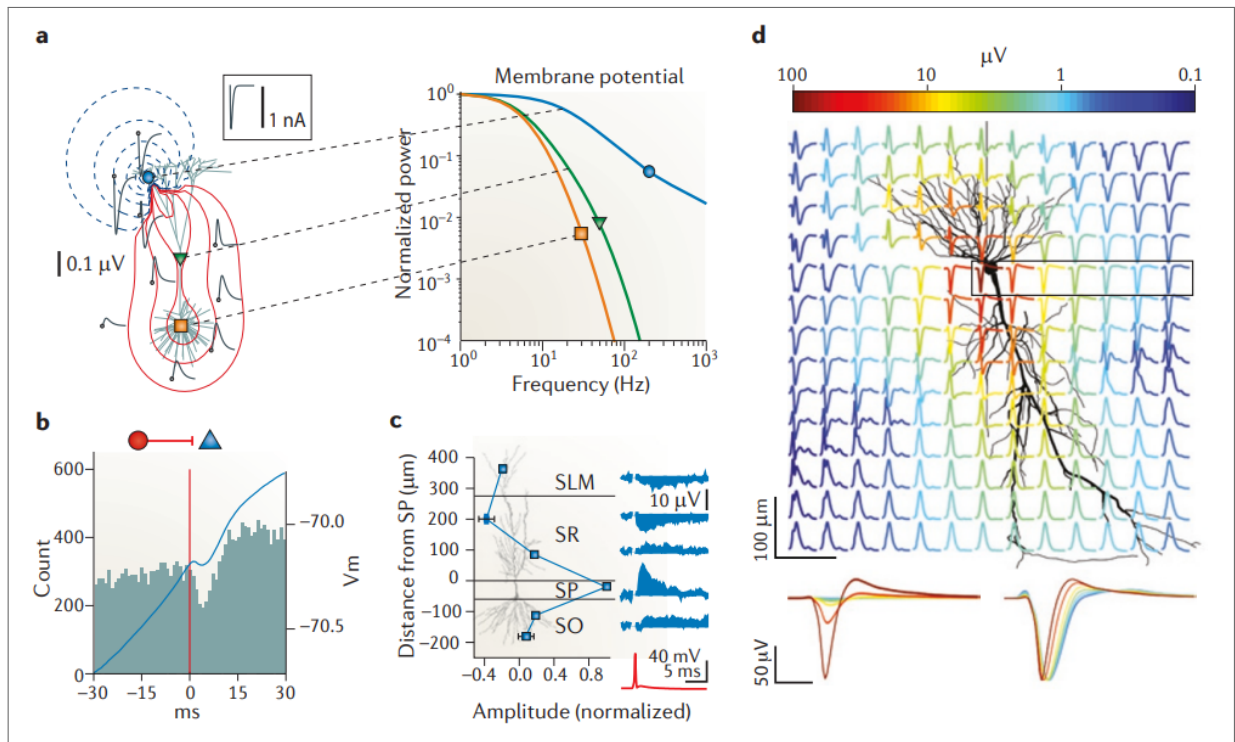 a
1 nA
0.1 μV
Membrane potential
Normalized power
10⁰
10⁻¹
10⁻²
10⁻³
10⁻⁴
10⁰ 10¹ 10² 10³
Frequency (Hz)
b
Count
600
400
200
0
−70.0
−70.5
Vm
−30 −15 0 15 30
ms
c
Distance from SP (μm)
400
300
200
100
0
−100
−200
SLM
SR
SP
SO
10 μV
40 mV
5 ms
−0.4 0.0 0.4 0.8
Amplitude (normalized)
d
μV
100 10 1 0.1
100 μm
50 μV